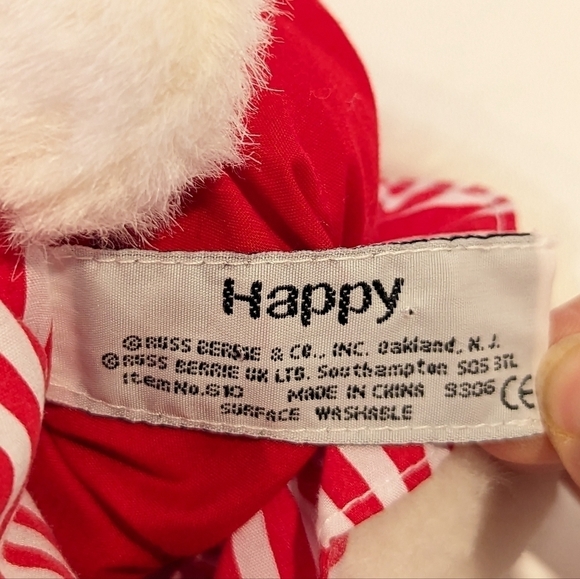 Happy.
© RUSS BERRIE & CO., INC. Oakland, N.J.
© RUSS BERRIE UK LTD. Southampton SO5 3TL
Item No.610 MADE IN CHINA 9306 CE
SURFACE WASHABLE